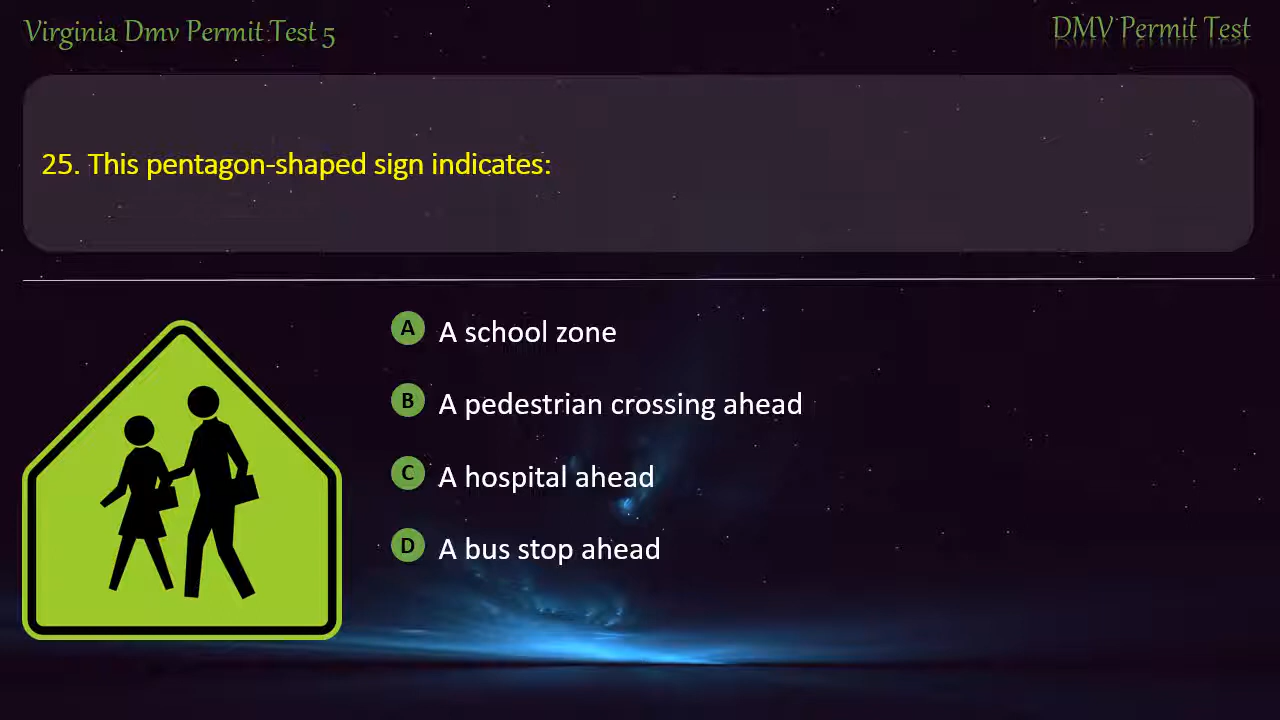 Virginia Dmv Permit Test 5
DMV Permit Test
25. This pentagon-shaped sign indicates:
A A school zone
B A pedestrian crossing ahead
C A hospital ahead
D A bus stop ahead